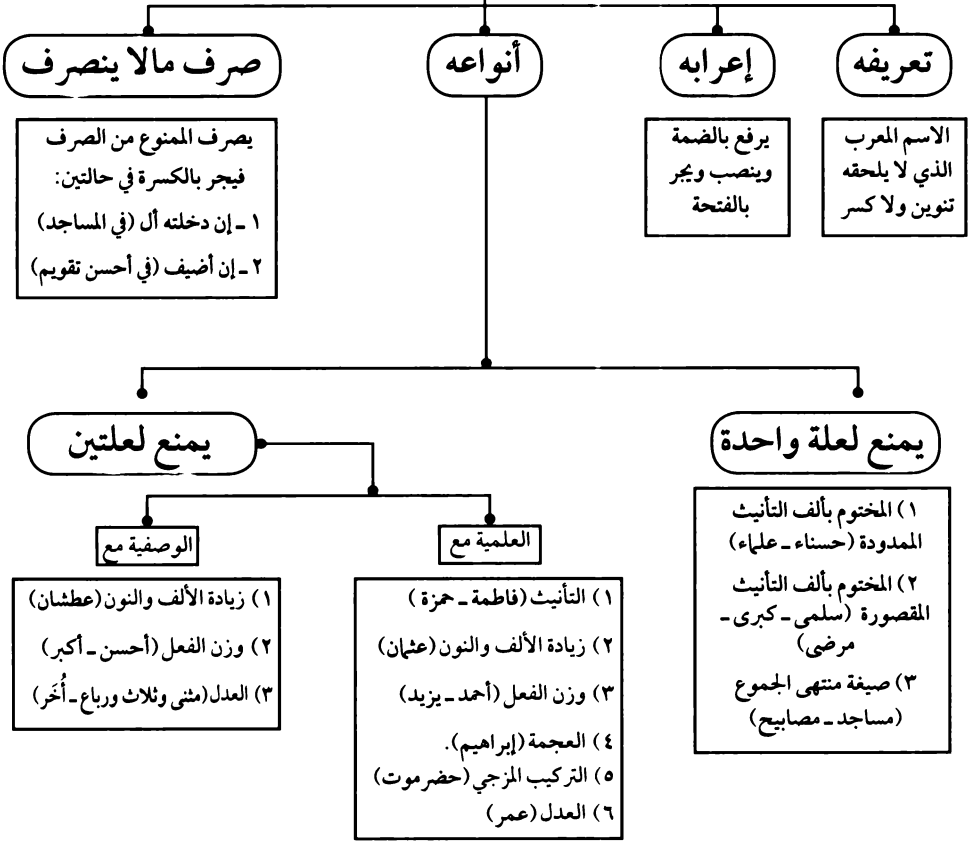 تعريفه
إعرابه
أنواعه
صرف مالا ينصرف
الاسم المعرب
الذي لا يلحقه
تنوين ولا كسر
يرفع بالضمة
وينصب ويجر
بالفتحة
يصرف الممنوع من الصرف
فيجر بالكسرة في حالتين:
١ ـ إن دخلته أل (في المساجد)
٢ ـ إن أضيف (في أحسن تقويم)
يمنع لعلة واحدة
١) المختوم بألف التأنيث
الممدودة (حسناء ـ علماء)
٢) المختوم بألف التأنيث
المقصورة (سلمى ـ كبرى ـ
مرضى)
٣) صيغة منتهى الجموع
(مساجد ـ مصابيح)
يمنع لعلتين
العلمية مع
١) التأنيث (فاطمة ـ حمزة )
٢) زيادة الألف والنون (عثمان)
٣) وزن الفعل (أحمد ـ يزيد)
٤) العجمة (إبراهيم).
٥) التركيب المزجي (حضرموت)
٦) العدل (عمر)
الوصفية مع
١) زيادة الألف والنون (عطشان)
٢) وزن الفعل (أحسن ـ أكبر)
٣) العدل (مثنى وثلاث ورباع ـ أُخَر)